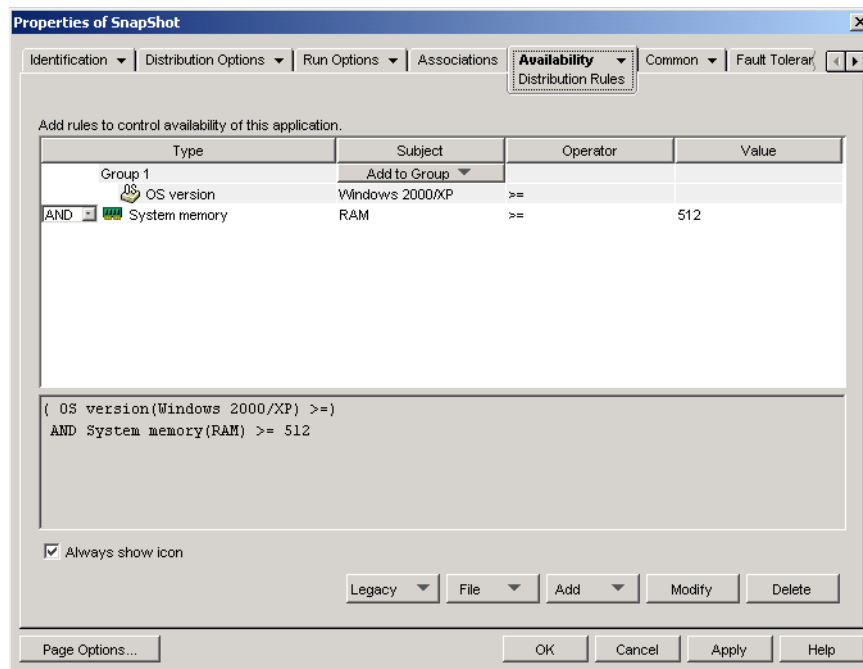 Properties of SnapShot
Identification Distribution Options Run Options Associations Availability Common Fault Toleran
Distribution Rules
Add rules to control availability of this application.
Type Subject Operator Value
Group 1 Add to Group
OS OS version Windows 2000/XP >=
AND System memory RAM >= 512
( OS version(Windows 2000/XP) >=)
AND System memory(RAM) >= 512
Always show icon
Legacy File Add Modify Delete
Page Options... OK Cancel Apply Help